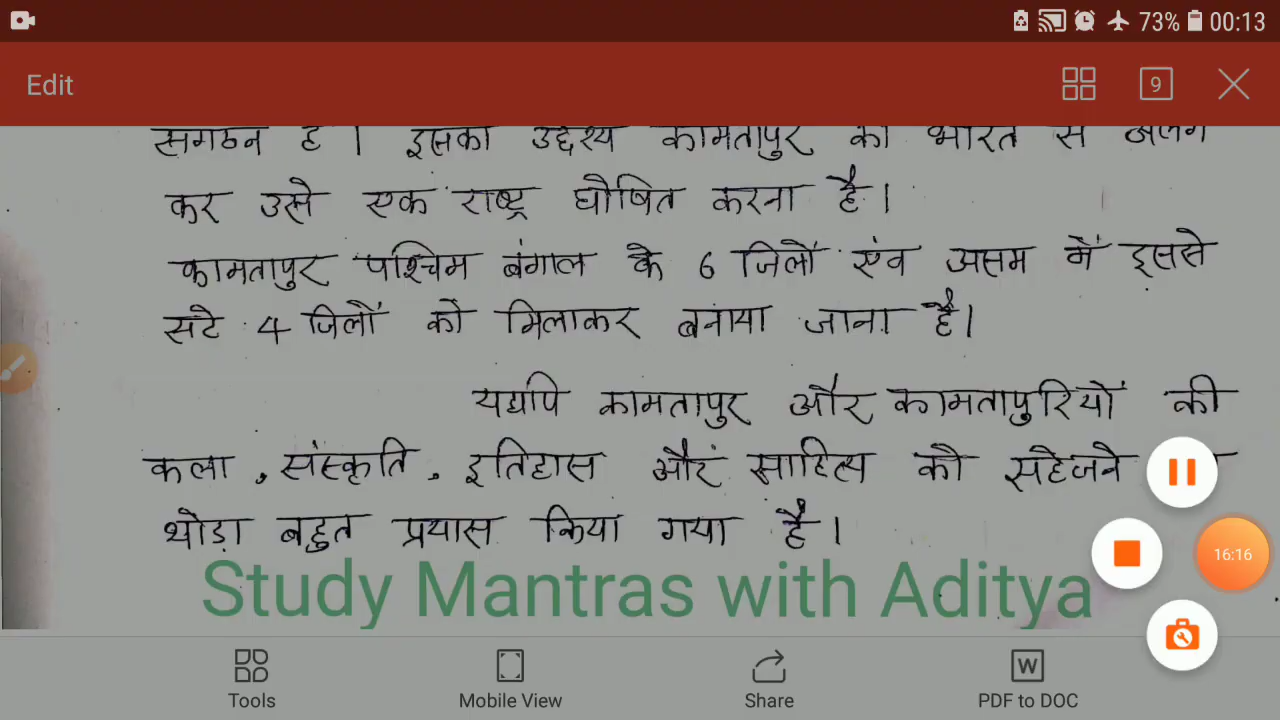 73% 00:13
Edit 9
संगठन है । इसका उद्देश्य कामतापुर को भारत से अलग
कर उसे एक राष्ट्र घोषित करना है।
कामतापुर पश्चिम बंगाल के 6 जिलों एंव असम में इससे
सटे 4 जिलों को मिलाकर बनाया जाना है।
यद्यपि कामतापुर और कामतापुरियों की
कला, संस्कृति, इतिहास और साहित्य को सहेजने
थोड़ा बहुत प्रयास किया गया है।
Study Mantras with Aditya
16:16
Tools Mobile View Share W PDF to DOC